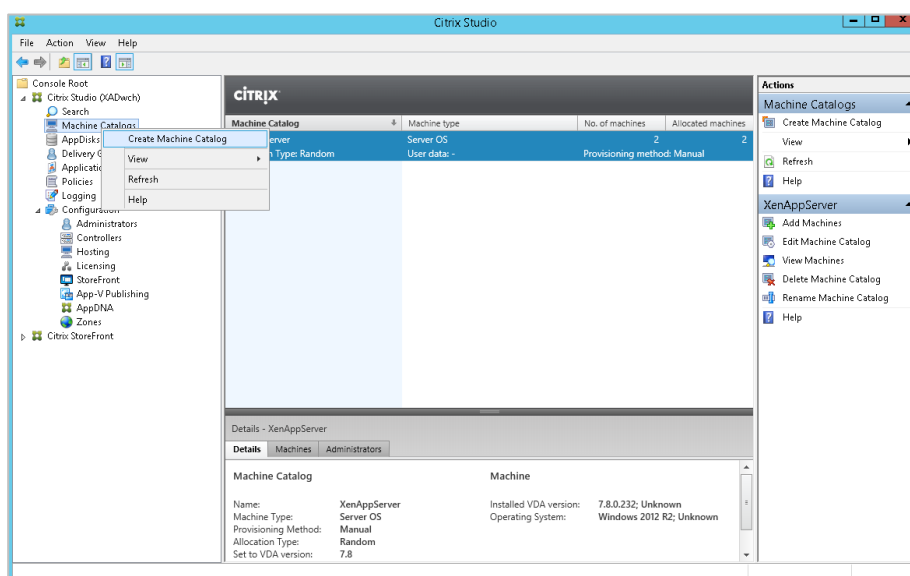 Citrix Studio
File Action View Help
Console Root
Citrix Studio (XADwch)
Search
Machine Catalogs
AppDisks
Delivery G
Applicatio
Policies
Logging
Configuration
Administrators
Controllers
Hosting
Licensing
StoreFront
App-V Publishing
AppDNA
Zones
Citrix StoreFront
Create Machine Catalog
View
Refresh
Help
CITRIX
Machine Catalog Machine type No. of machines Allocated machines
erver Server OS 2 2
n Type: Random User data: - Provisioning method: Manual
Details - XenAppServer
Details Machines Administrators
Machine Catalog Machine
Name: XenAppServer Installed VDA version: 7.8.0.232; Unknown
Machine Type: Server OS Operating System: Windows 2012 R2; Unknown
Provisioning Method: Manual
Allocation Type: Random
Set to VDA version: 7.8
Actions
Machine Catalogs
Create Machine Catalog
View
Refresh
Help
XenAppServer
Add Machines
Edit Machine Catalog
View Machines
Delete Machine Catalog
Rename Machine Catalog
Help